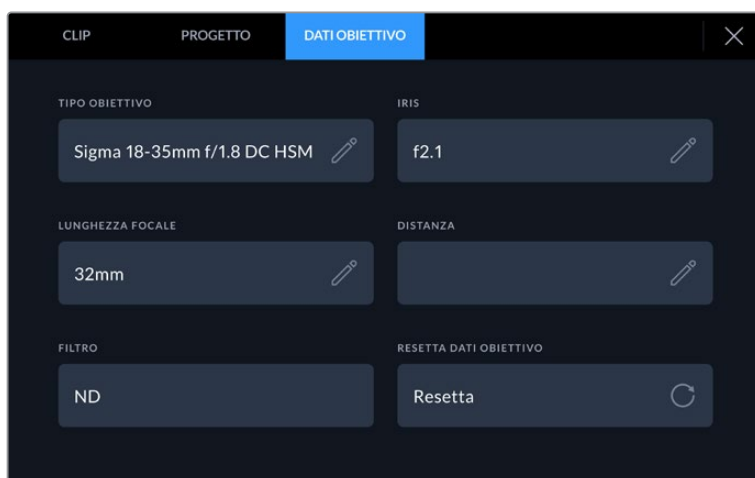 CLIP PROGETTO DATI OBIETTIVO
TIPO OBIETTIVO IRIS
Sigma 18-35mm f/1.8 DC HSM f2.1
LUNGHEZZA FOCALE DISTANZA
32mm
FILTRO RESETTA DATI OBIETTIVO
ND Resetta